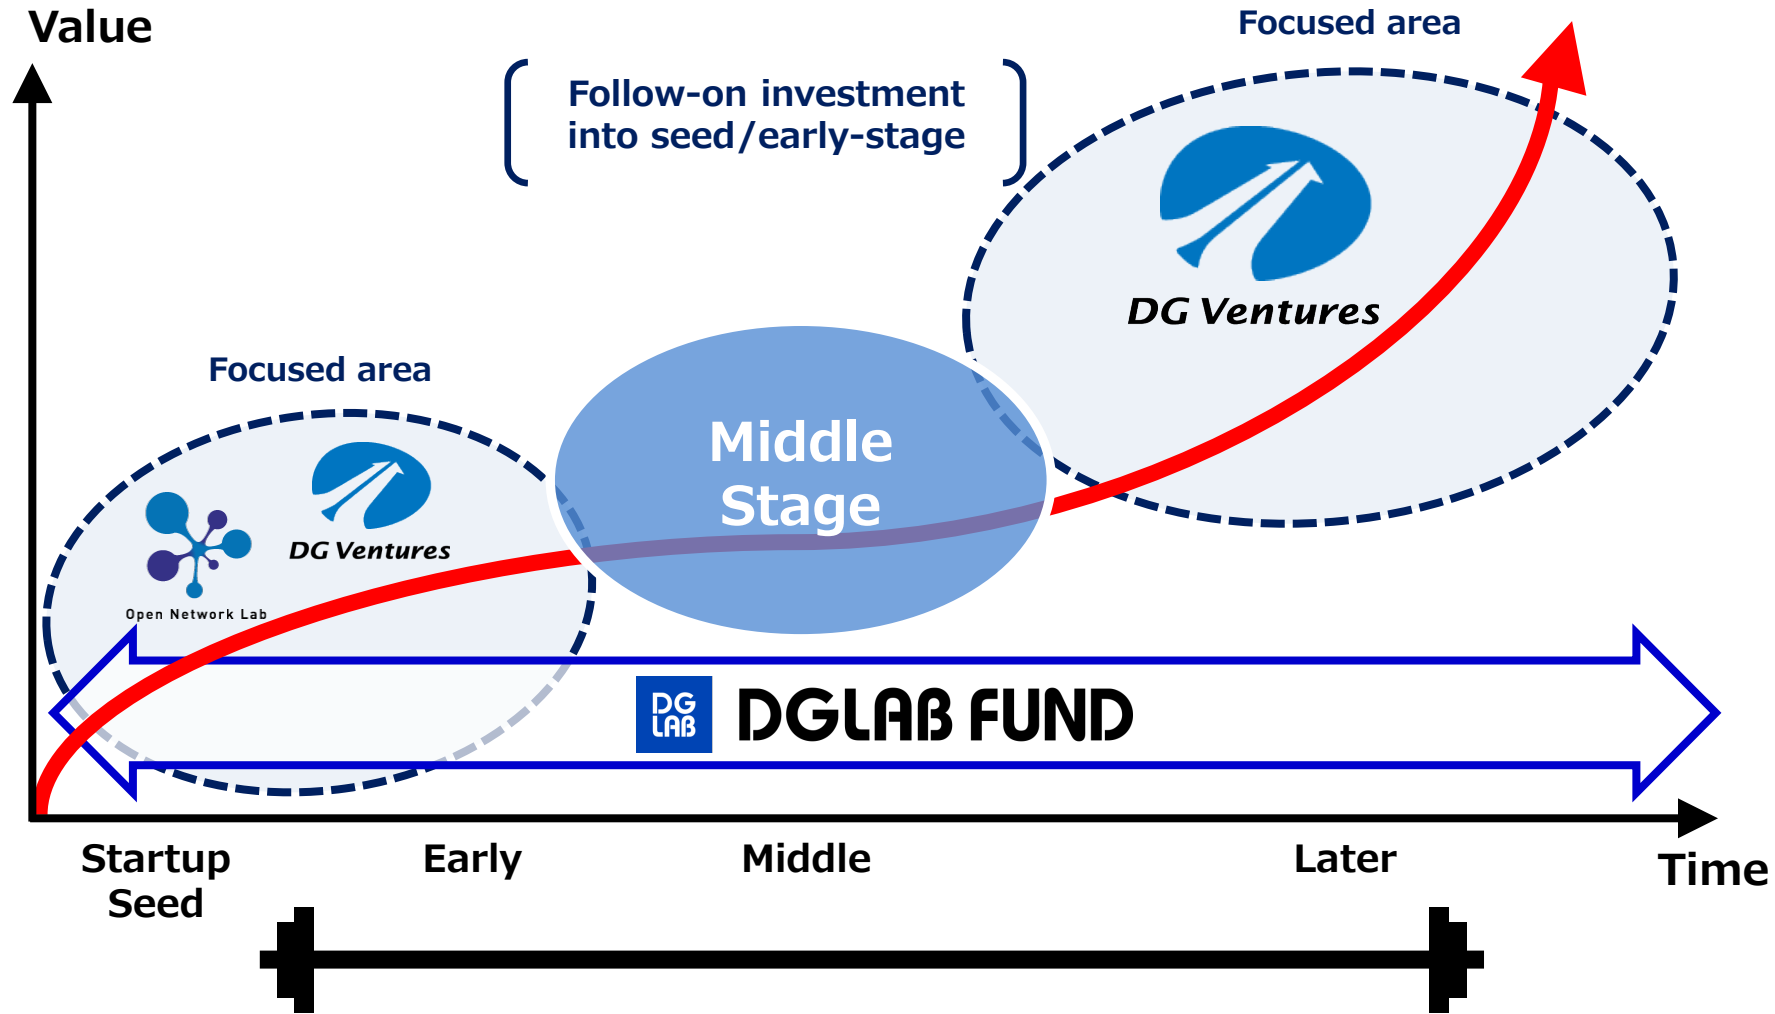 Value
Focused area
Follow-on investment
into seed/early-stage
DG Ventures
Focused area
Middle
Stage
DG Ventures
Open Network Lab
DG
LAB
DGLAB FUND
Startup
Seed
Early
Middle
Later
Time